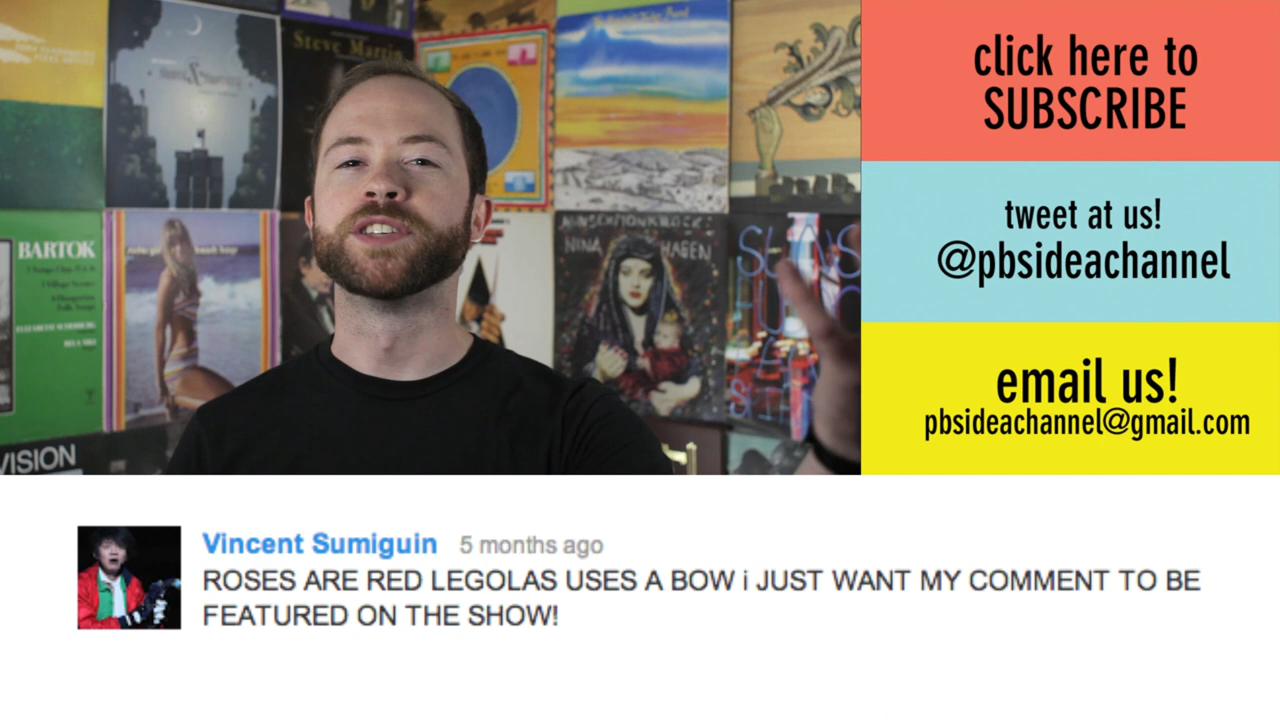 Steve Martin
BARTOK
NINA HAGEN
VISION
click here to
SUBSCRIBE
tweet at us!
@pbsideachannel
email us!
pbsideachannel@gmail.com
Vincent Sumiguin 5 months ago
ROSES ARE RED LEGOLAS USES A BOW i JUST WANT MY COMMENT TO BE
FEATURED ON THE SHOW!